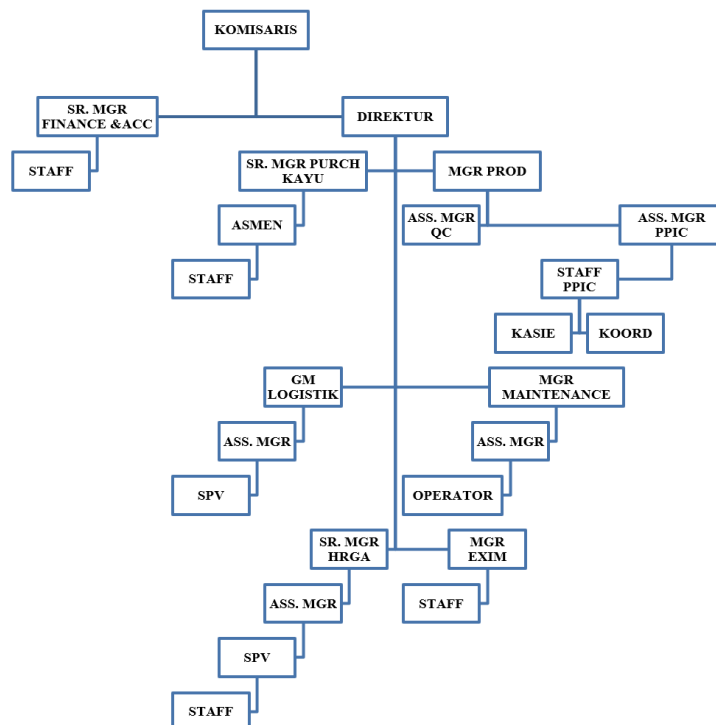 KOMISARIS
SR. MGR
FINANCE &ACC
DIREKTUR
STAFF
SR. MGR PURCH
KAYU
MGR PROD
ASMEN
ASS. MGR
QC
ASS. MGR
PPIC
STAFF
STAFF
PPIC
KASIE
KOORD
GM
LOGISTIK
MGR
MAINTENANCE
ASS. MGR
ASS. MGR
SPV
OPERATOR
SR. MGR
HRGA
MGR
EXIM
ASS. MGR
STAFF
SPV
STAFF